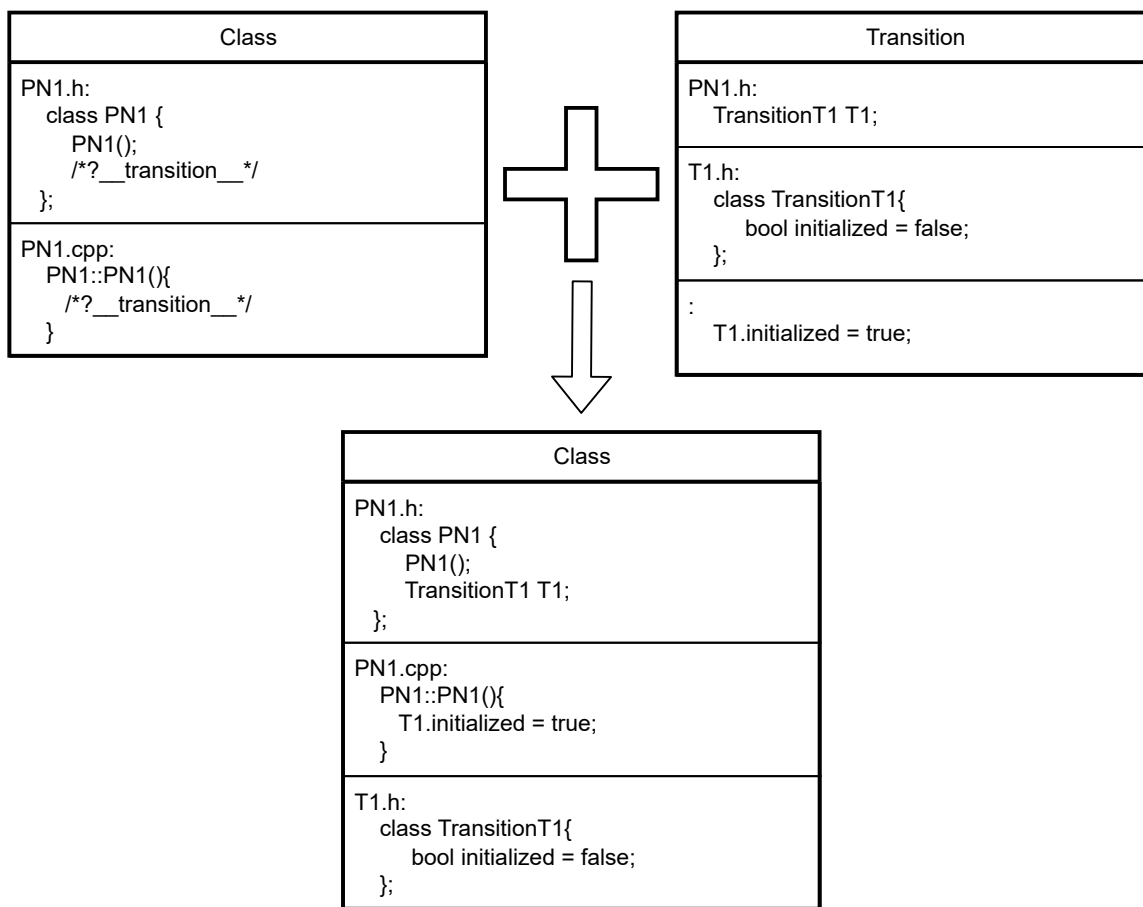 Class
PN1.h:
class PN1 {
PN1();
/*?__transition__*/
};
PN1.cpp:
PN1::PN1(){
/*?__transition__*/
}
Transition
PN1.h:
TransitionT1 T1;
T1.h:
class TransitionT1{
bool initialized = false;
};
:
T1.initialized = true;
Class
PN1.h:
class PN1 {
PN1();
TransitionT1 T1;
};
PN1.cpp:
PN1::PN1(){
T1.initialized = true;
}
T1.h:
class TransitionT1{
bool initialized = false;
};